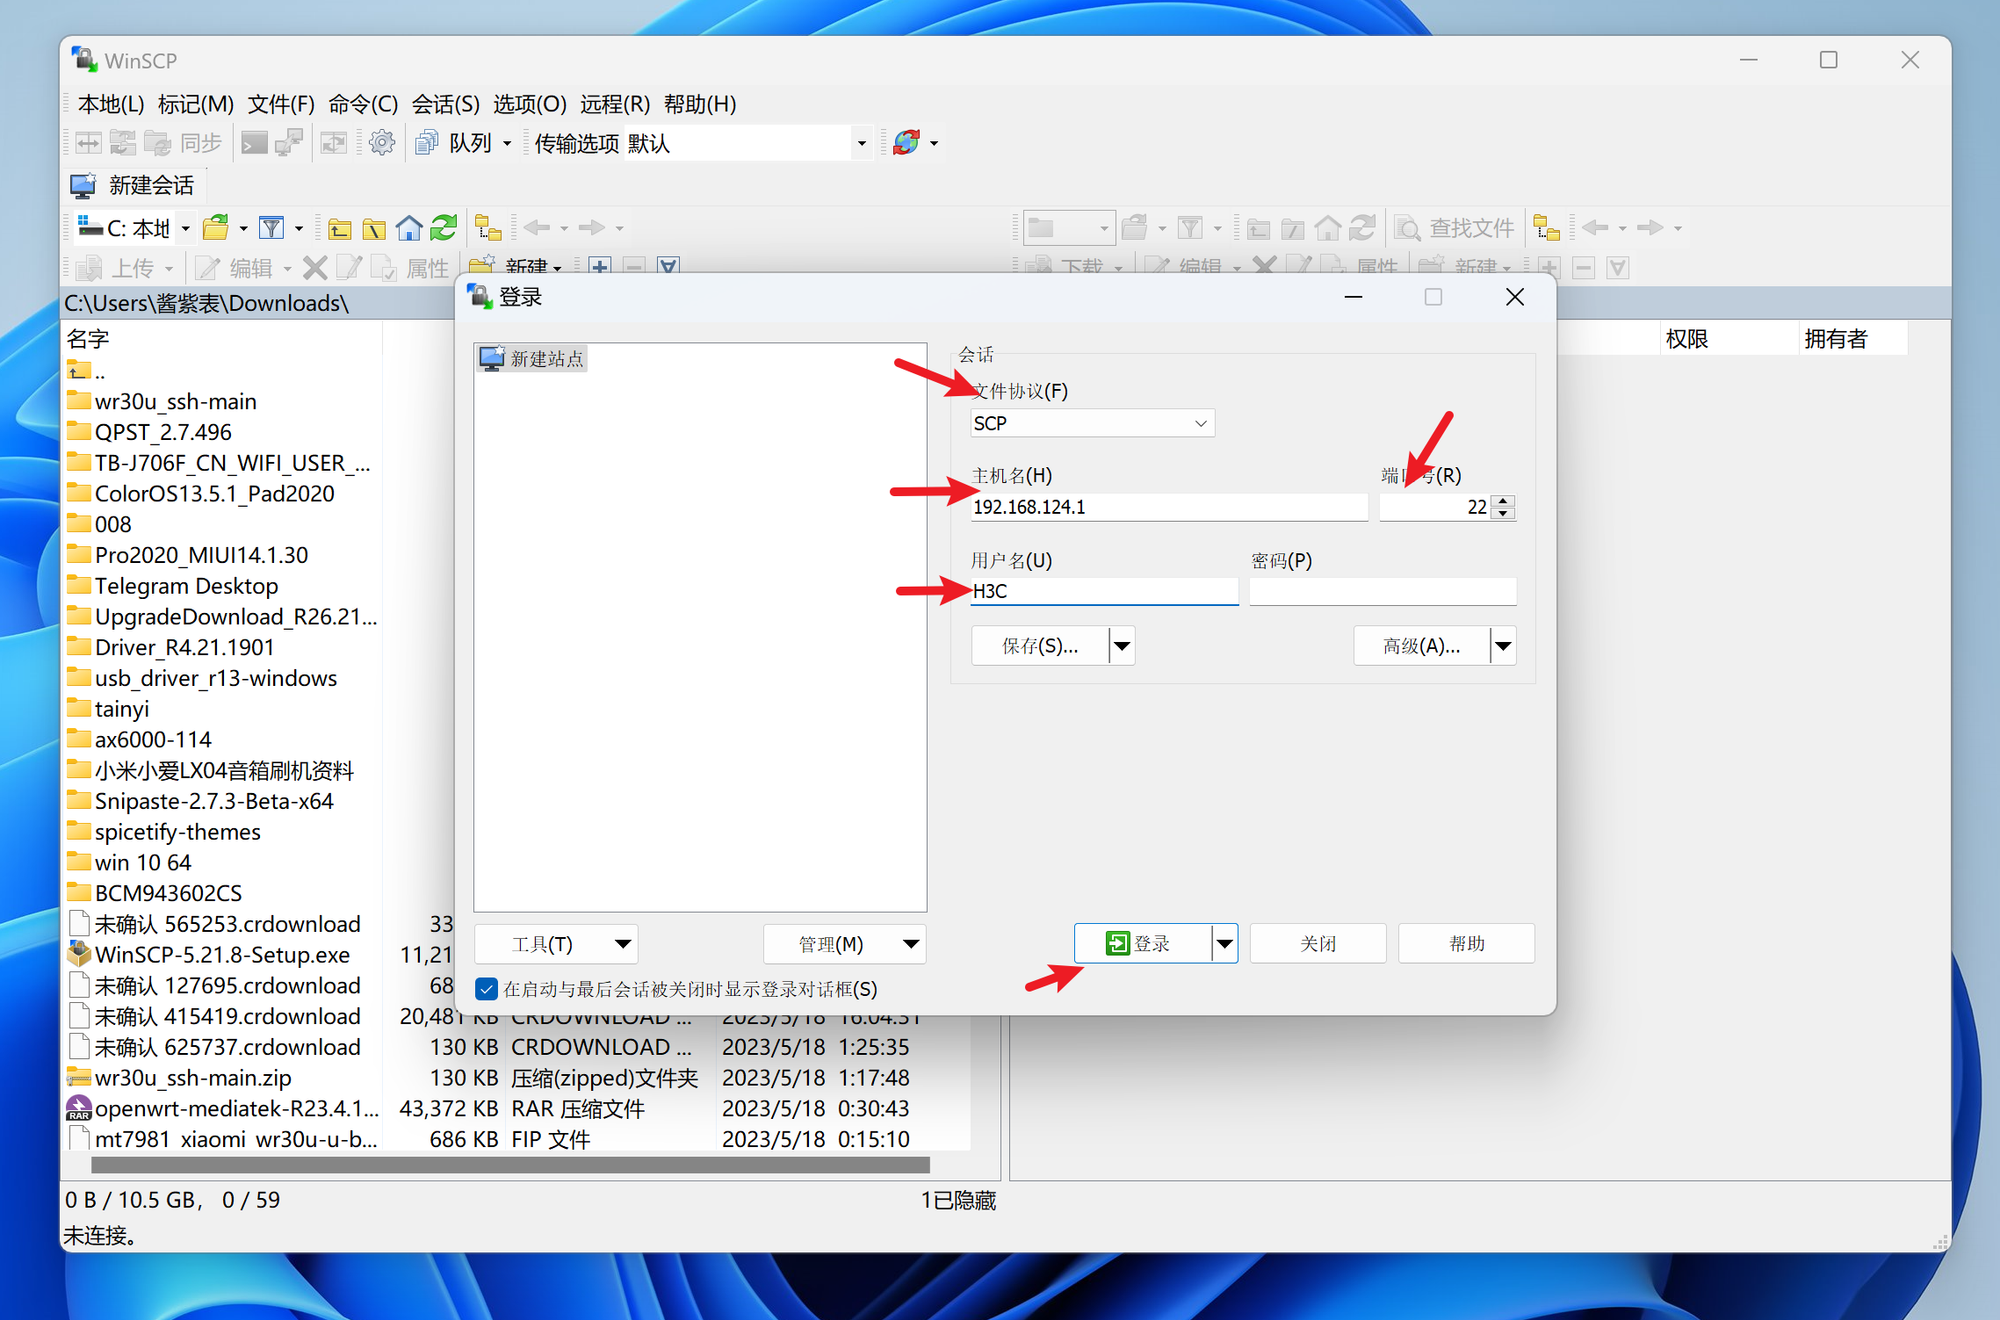 WinSCP
本地(L) 标记(M) 文件(F) 命令(C) 会话(S) 选项(O) 远程(R) 帮助(H)
同步 队列 传输选项 默认
新建会话
C: 本地 查找文件
上传 编辑 属性 新建 下载 编辑 属性 新建
C:\Users\酱紫表\Downloads\
名字 权限 拥有者
..
wr30u_ssh-main
QPST_2.7.496
TB-J706F_CN_WIFI_USER_...
ColorOS13.5.1_Pad2020
008
Pro2020_MIUI14.1.30
Telegram Desktop
UpgradeDownload_R26.21...
Driver_R4.21.1901
usb_driver_r13-windows
tainyi
ax6000-114
小米小爱LX04音箱刷机资料
Snipaste-2.7.3-Beta-x64
spicetify-themes
win 10 64
BCM943602CS
未确认 565253.crdownload 33
WinSCP-5.21.8-Setup.exe 11,21
未确认 127695.crdownload 68
未确认 415419.crdownload 20,481 KB CRDOWNLOAD ... 2023/5/18 16:04:31
未确认 625737.crdownload 130 KB CRDOWNLOAD ... 2023/5/18 1:25:35
wr30u_ssh-main.zip 130 KB 压缩(zipped)文件夹 2023/5/18 1:17:48
RAR openwrt-mediatek-R23.4.1... 43,372 KB RAR 压缩文件 2023/5/18 0:30:43
mt7981_xiaomi_wr30u-u-b... 686 KB FIP 文件 2023/5/18 0:15:10
0 B / 10.5 GB, 0 / 59 1已隐藏
未连接。
登录
新建站点
会话
文件协议(F)
SCP
主机名(H) 端口号(R)
192.168.124.1 22
用户名(U) 密码(P)
H3C
保存(S)... 高级(A)...
工具(T) 管理(M) 登录 关闭 帮助
在启动与最后会话被关闭时显示登录对话框(S)